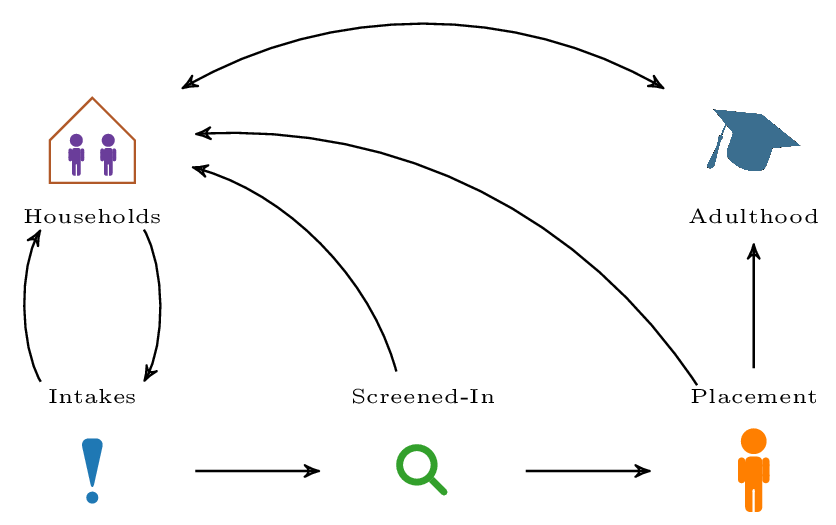 Households
Adulthood
Intakes
Screened-In
Placement